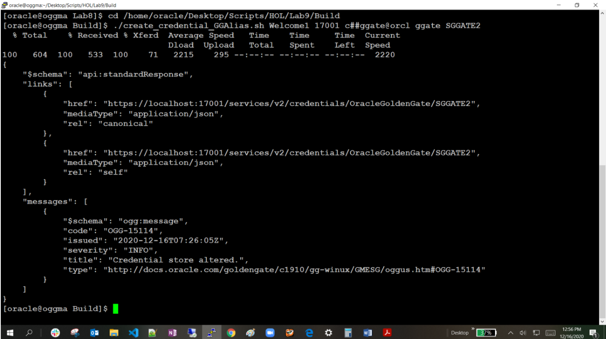 oracle@oggma:~/Desktop/Scripts/HOL/Lab9/Build
[oracle@oggma Lab8]$ cd /home/oracle/Desktop/Scripts/HOL/Lab9/Build
[oracle@oggma Build]$ ./create_credential_GGAlias.sh Welcome1 17001 c##ggate@orcl ggate SGGATE2
% Total % Received % Xferd Average Speed Time Time Time Current
Dload Upload Total Spent Left Speed
100 604 100 533 100 71 2215 295 --:--:-- --:--:-- --:--:-- 2220
{
"$schema": "api:standardResponse",
"links": [
{
"href": "https://localhost:17001/services/v2/credentials/OracleGoldenGate/SGGATE2",
"mediaType": "application/json",
"rel": "canonical"
},
{
"href": "https://localhost:17001/services/v2/credentials/OracleGoldenGate/SGGATE2",
"mediaType": "application/json",
"rel": "self"
}
],
"messages": [
{
"$schema": "ogg:message",
"code": "OGG-15114",
"issued": "2020-12-16T07:26:05Z",
"severity": "INFO",
"title": "Credential store altered.",
"type": "http://docs.oracle.com/goldengate/c1910/gg-winux/GMESG/oggus.htm#OGG-15114"
}
]
}
[oracle@oggma Build]$
Desktop
12:56 PM
12/16/2020